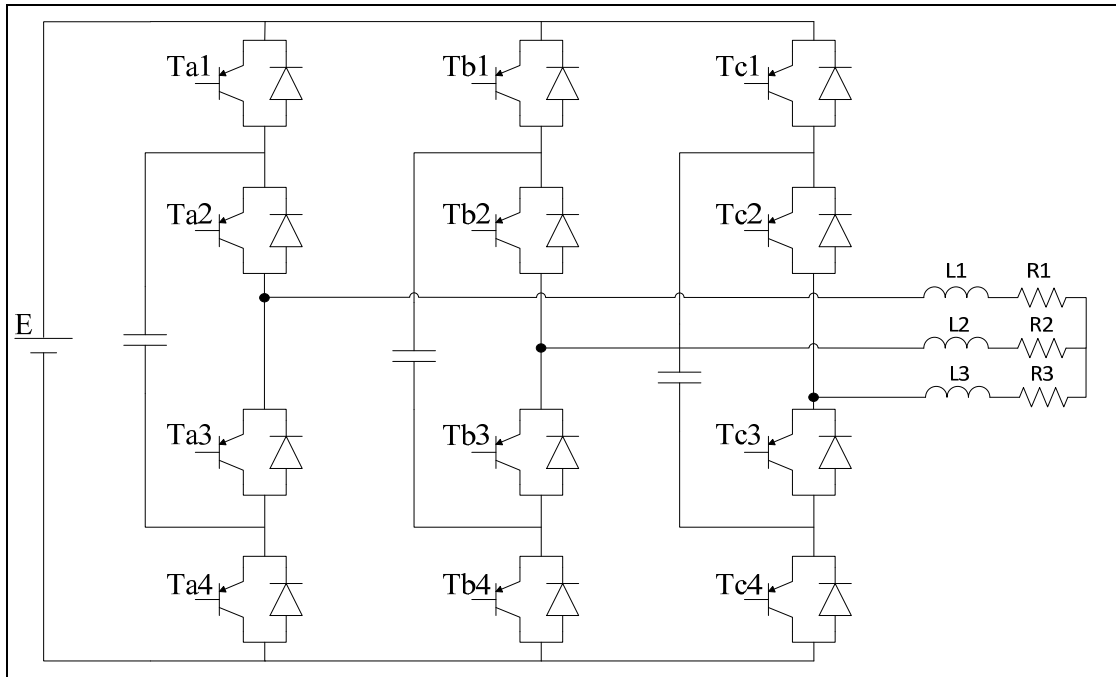 Ta1
Tb1
Tc1
Ta2
Tb2
Tc2
L1
R1
E
L2
R2
L3
R3
Ta3
Tb3
Tc3
Ta4
Tb4
Tc4